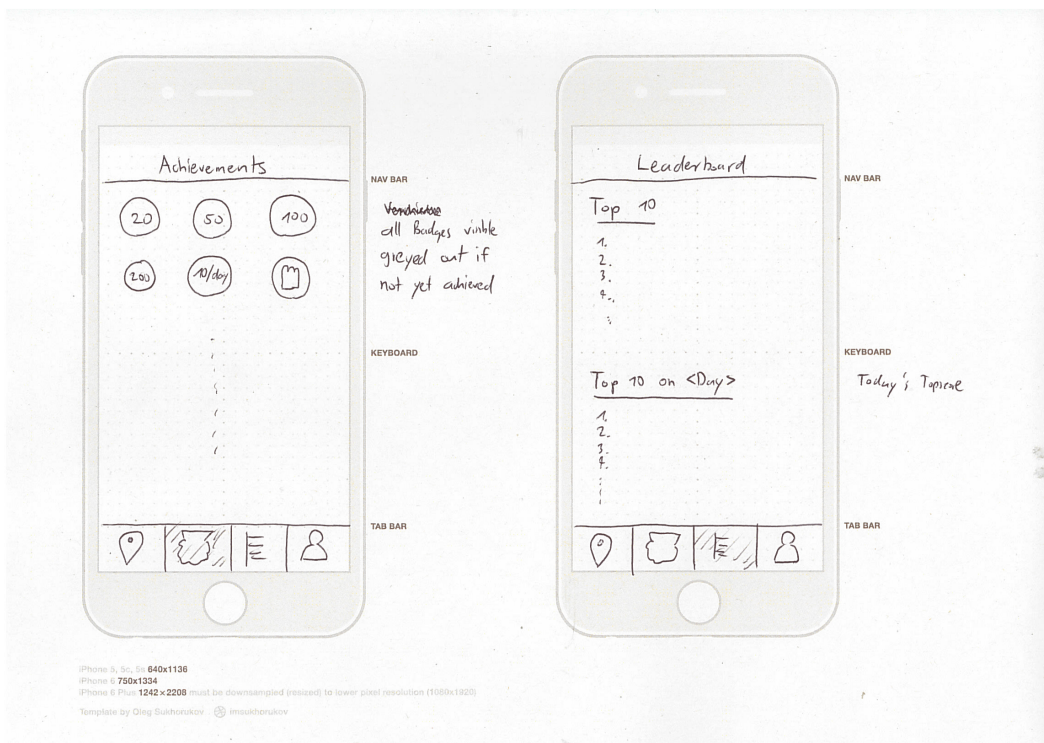 Achievements
NAV BAR
20
50
100
all Badges visible
greyed out if
not yet achieved
200
10/day
KEYBOARD
TAB BAR
Leaderboard
NAV BAR
Top 10
1.
2.
3.
4.
KEYBOARD
Top 10 on <Day>
Today's
1.
2.
3.
4.
TAB BAR
iPhone 5, 5c, 5s 640x1136
iPhone 6 750x1334
iPhone 6 Plus 1242×2208 must be downsampled (resized) to lower pixel resolution (1080x1920)
Template by Oleg Sukhorukov imsukhorukov